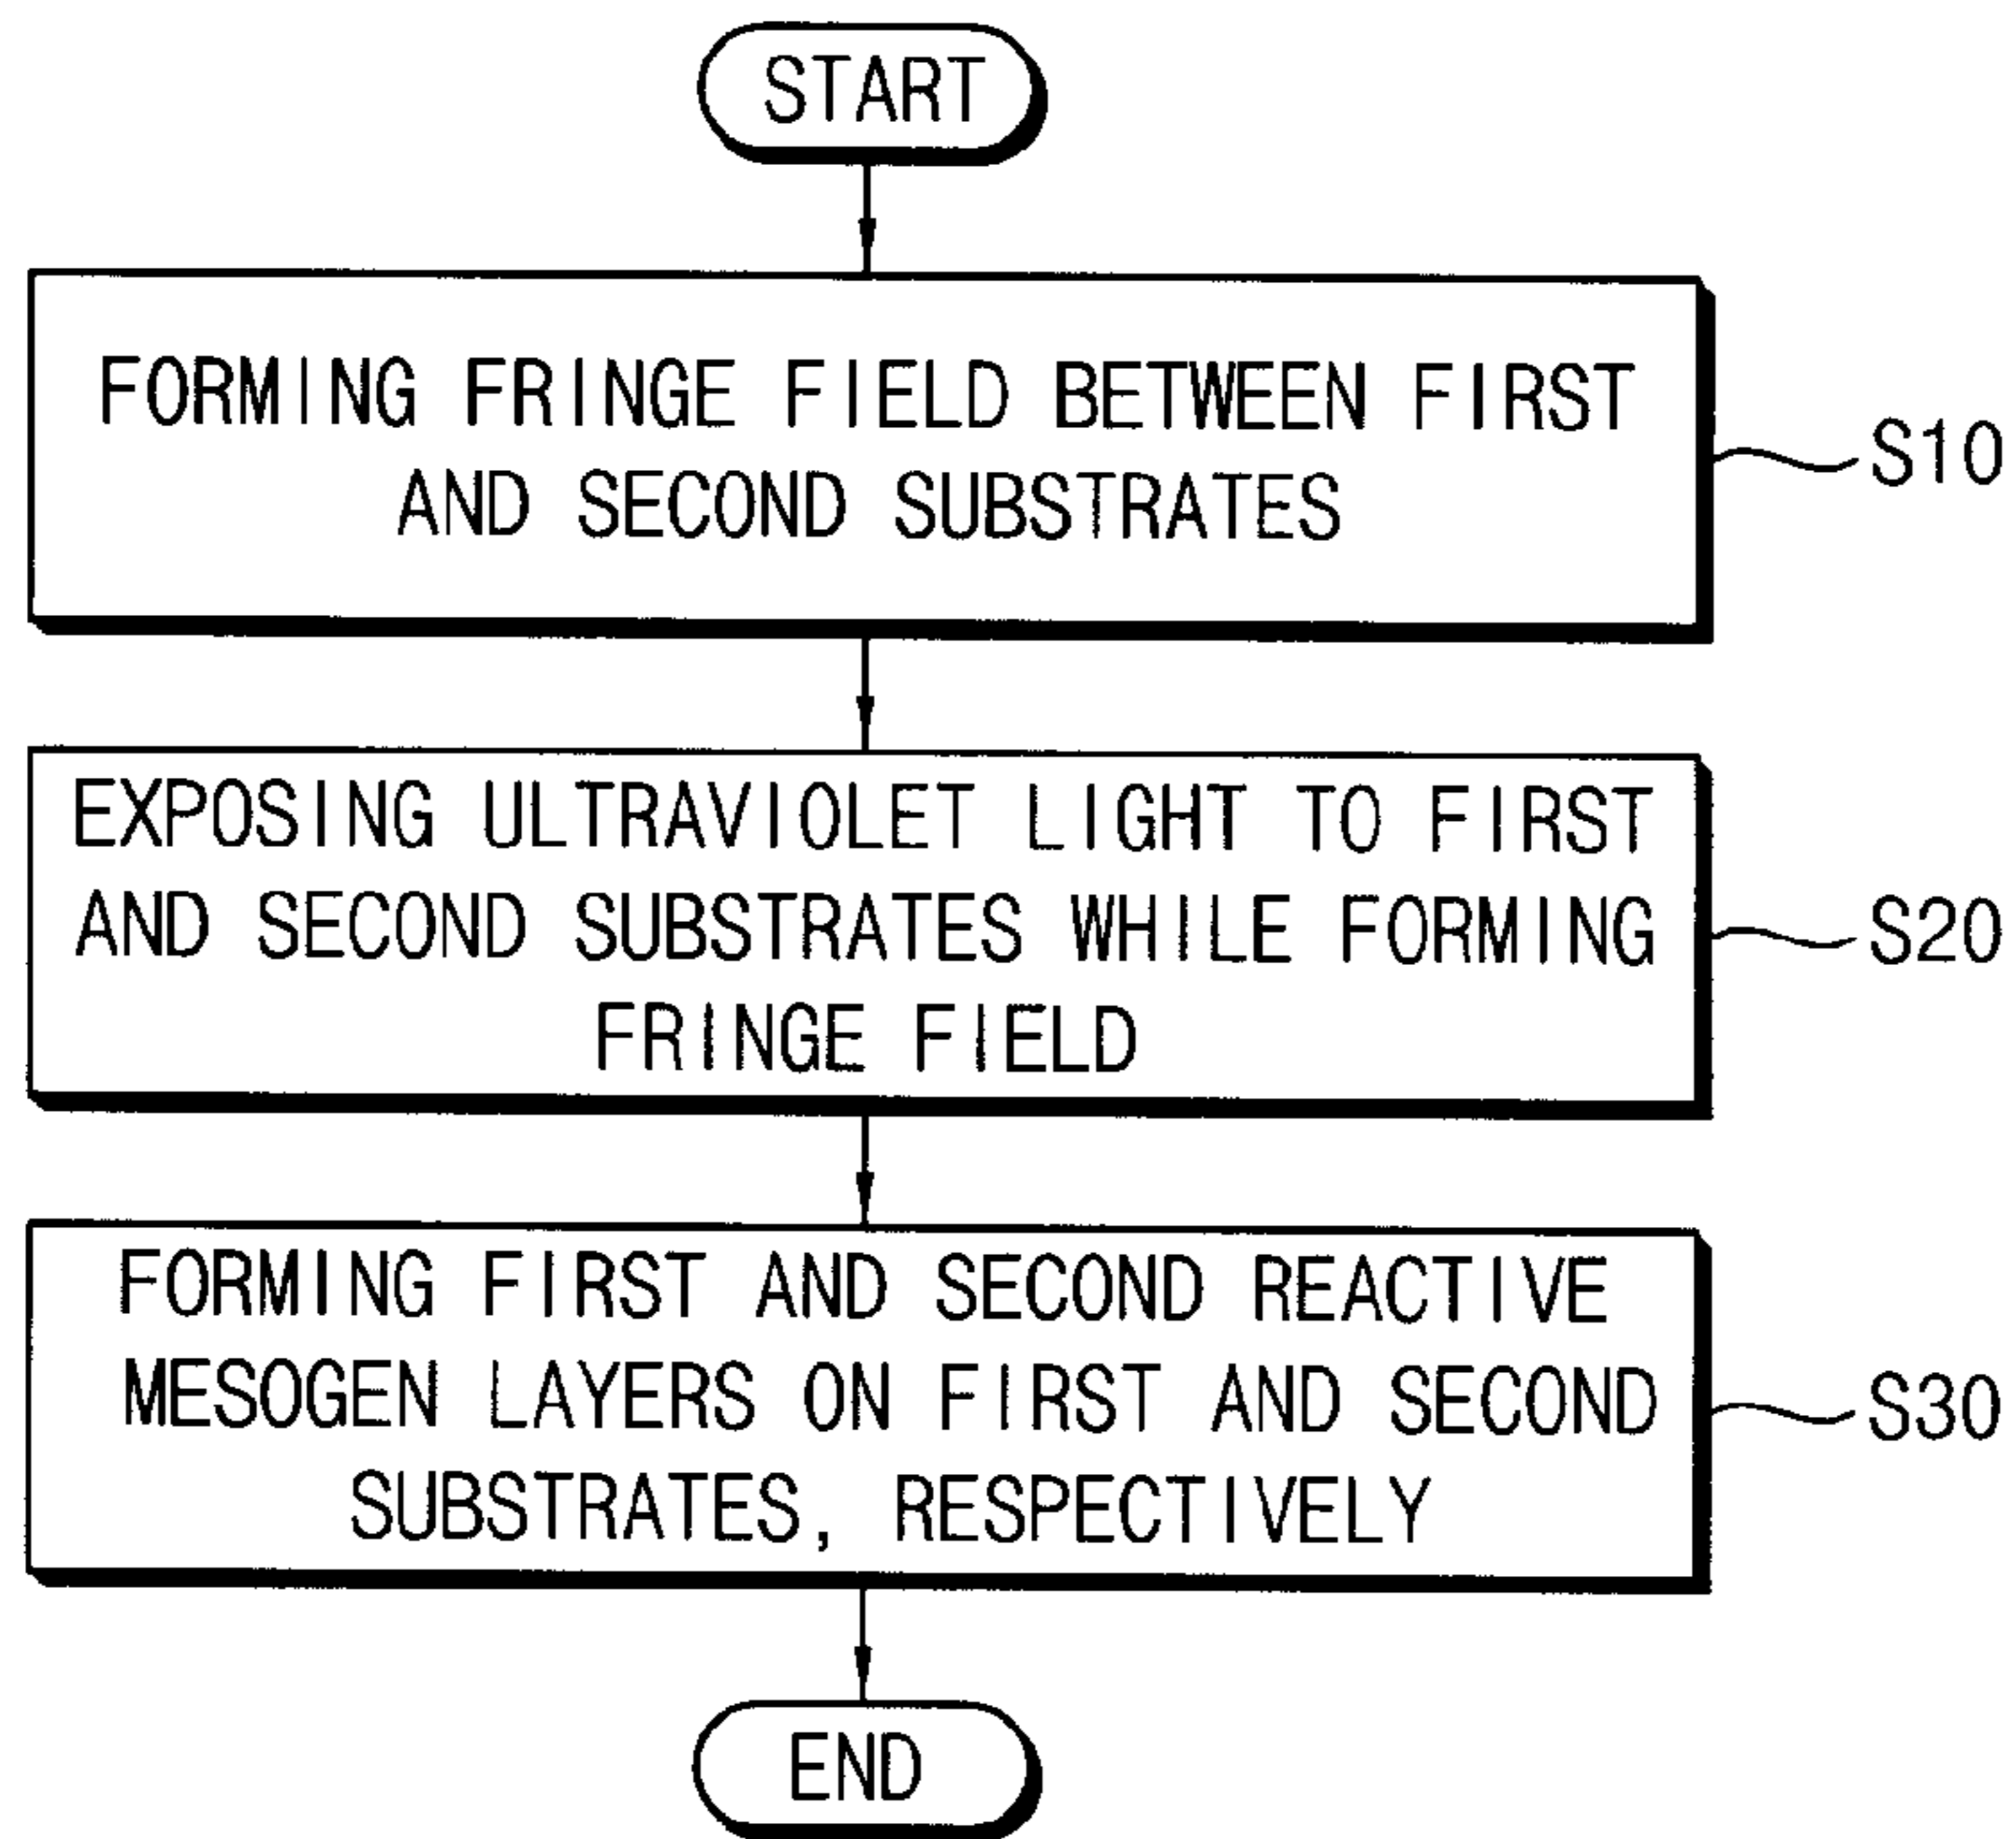 START
FORMING FRINGE FIELD BETWEEN FIRST
AND SECOND SUBSTRATES
S10
EXPOSING ULTRAVIOLET LIGHT TO FIRST
AND SECOND SUBSTRATES WHILE FORMING
FRINGE FIELD
S20
FORMING FIRST AND SECOND REACTIVE
MESOGEN LAYERS ON FIRST AND SECOND
SUBSTRATES, RESPECTIVELY
S30
END